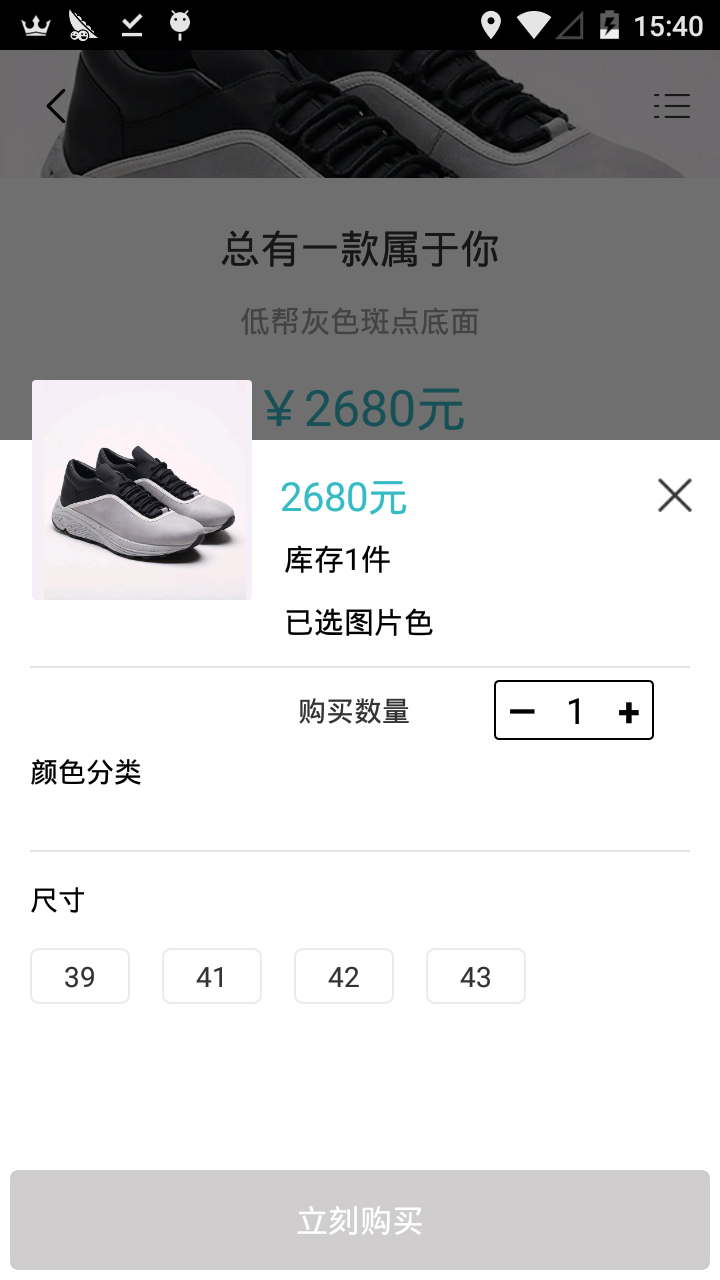 15:40
总有一款属于你
低帮灰色斑点底面
￥2680元
2680元
库存1件
已选图片色
购买数量 1
颜色分类
尺寸
39 41 42 43
立刻购买